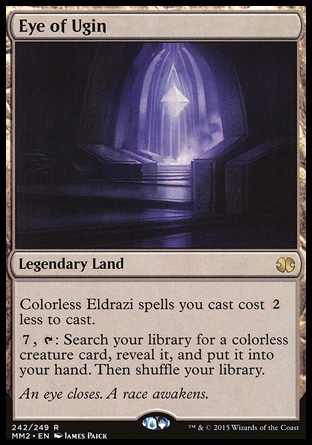 Eye of Ugin
Legendary Land
Colorless Eldrazi spells you cast cost 2
less to cast.
7, T: Search your library for a colorless
creature card, reveal it, and put it into
your hand. Then shuffle your library.
An eye closes. A race awakens.
242/249 R
MM2 • EN JAMES PAICK
™ & © 2015 Wizards of the Coast